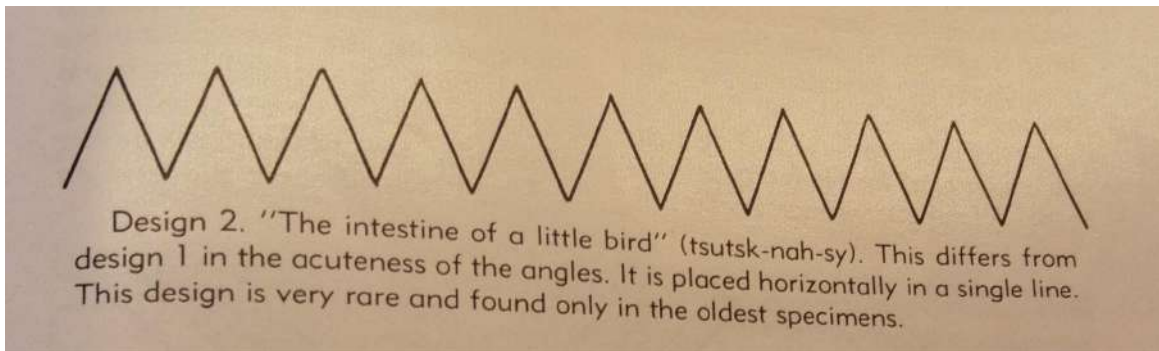 Design 2. "The intestine of a little bird" (tsutsk-nah-sy). This differs from
design 1 in the acuteness of the angles. It is placed horizontally in a single line.
This design is very rare and found only in the oldest specimens.